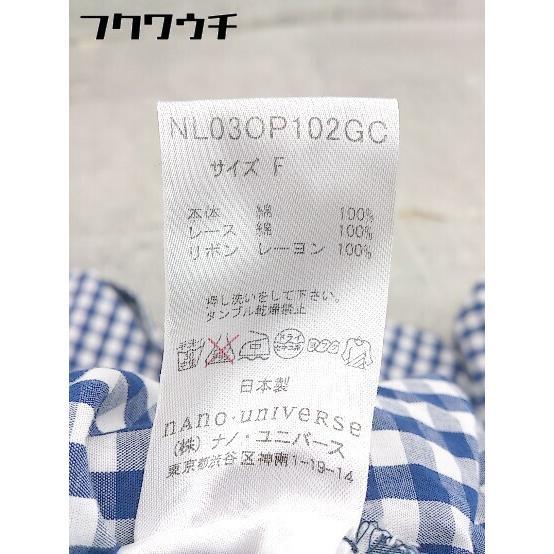 フクワウチ
NL03OP102GC
サイズ F
本体 綿 100%
レース 綿 100%
リボン レーヨン 100%
押し洗いをして下さい。
タンブル乾燥禁止
日本製
nAno·universe
(株)ナノ・ユニバース
東京都渋谷区神南1-19-14